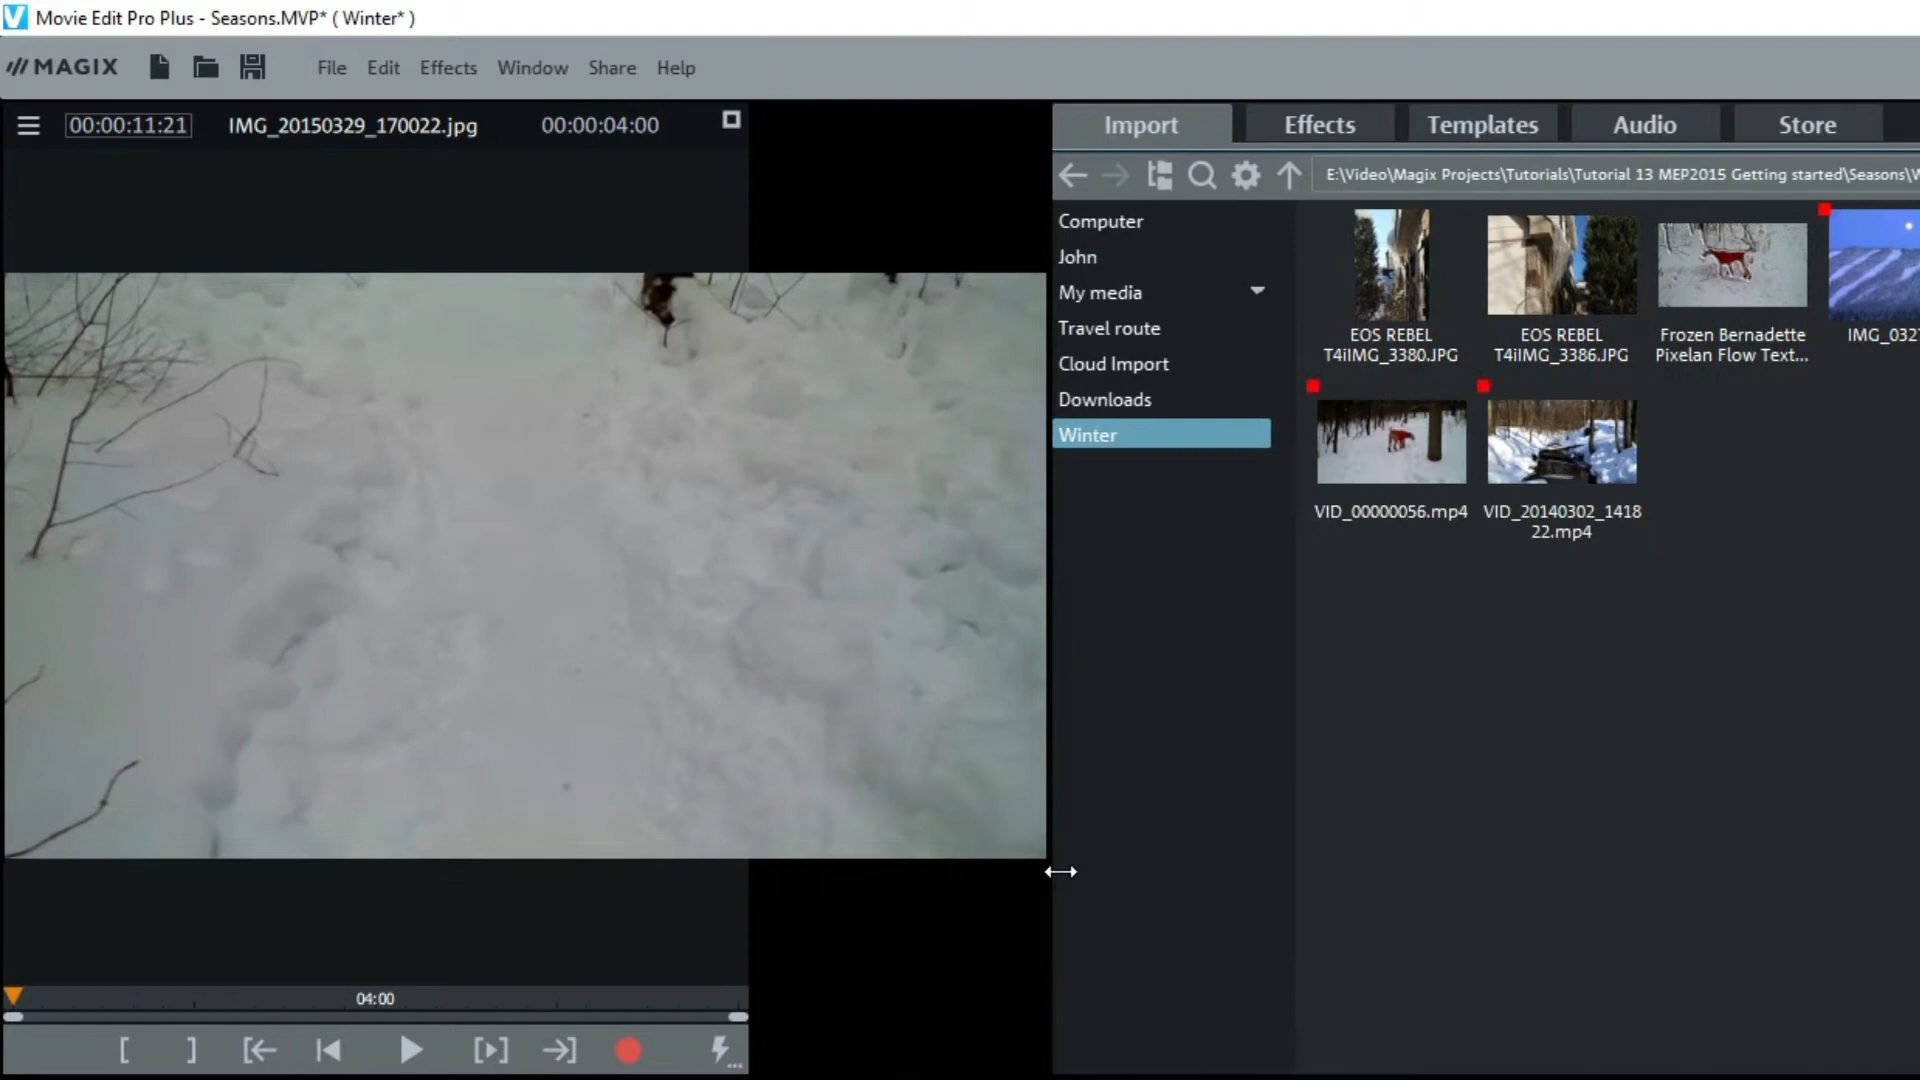 Movie Edit Pro Plus - Seasons.MVP* ( Winter* )
MAGIX File Edit Effects Window Share Help
00:00:11:21 IMG_20150329_170022.jpg 00:00:04:00
Import Effects Templates Audio Store
E:\Video\Magix Projects\Tutorials\Tutorial 13 MEP2015 Getting started\Seasons\W
Computer
John
My media
Travel route
Cloud Import
Downloads
Winter
EOS REBEL
T4iIMG_3380.JPG
EOS REBEL
T4iIMG_3386.JPG
Frozen Bernadette
Pixelan Flow Text...
IMG_032
VID_00000056.mp4
VID_20140302_1418
22.mp4
04:00